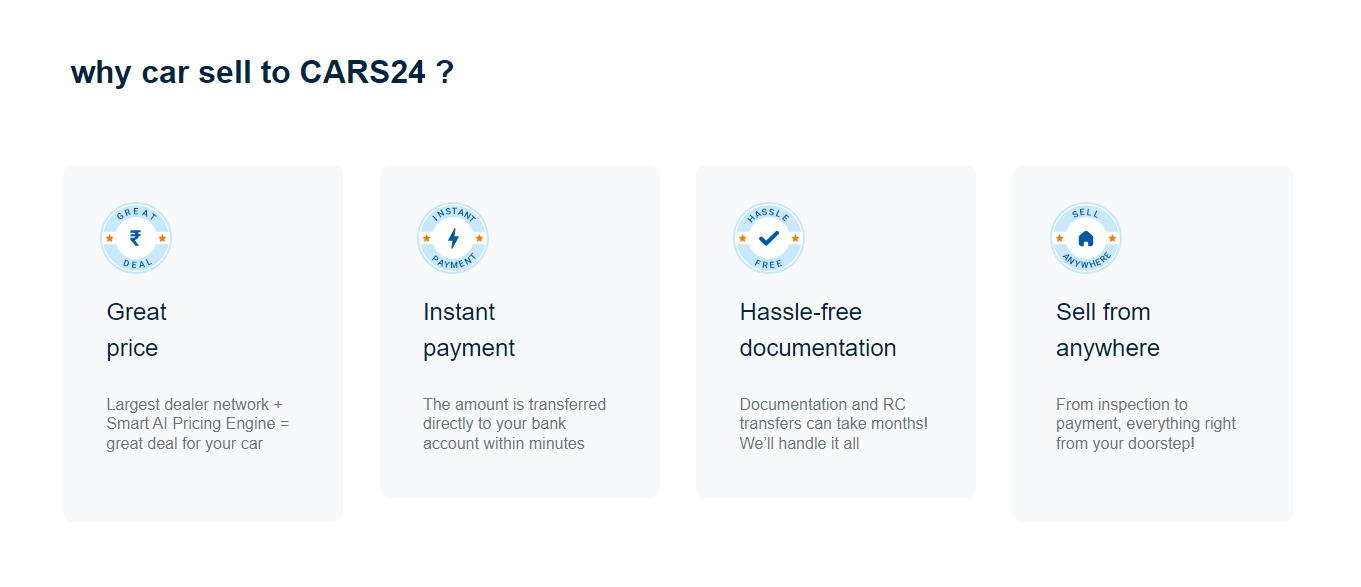 why car sell to CARS24 ?
GREAT
₹
DEAL
Great
price
Largest dealer network +
Smart AI Pricing Engine =
great deal for your car
INSTANT
PAYMENT
Instant
payment
The amount is transferred
directly to your bank
account within minutes
HASSLE
FREE
Hassle-free
documentation
Documentation and RC
transfers can take months!
We’ll handle it all
SELL
ANYWHERE
Sell from
anywhere
From inspection to
payment, everything right
from your doorstep!